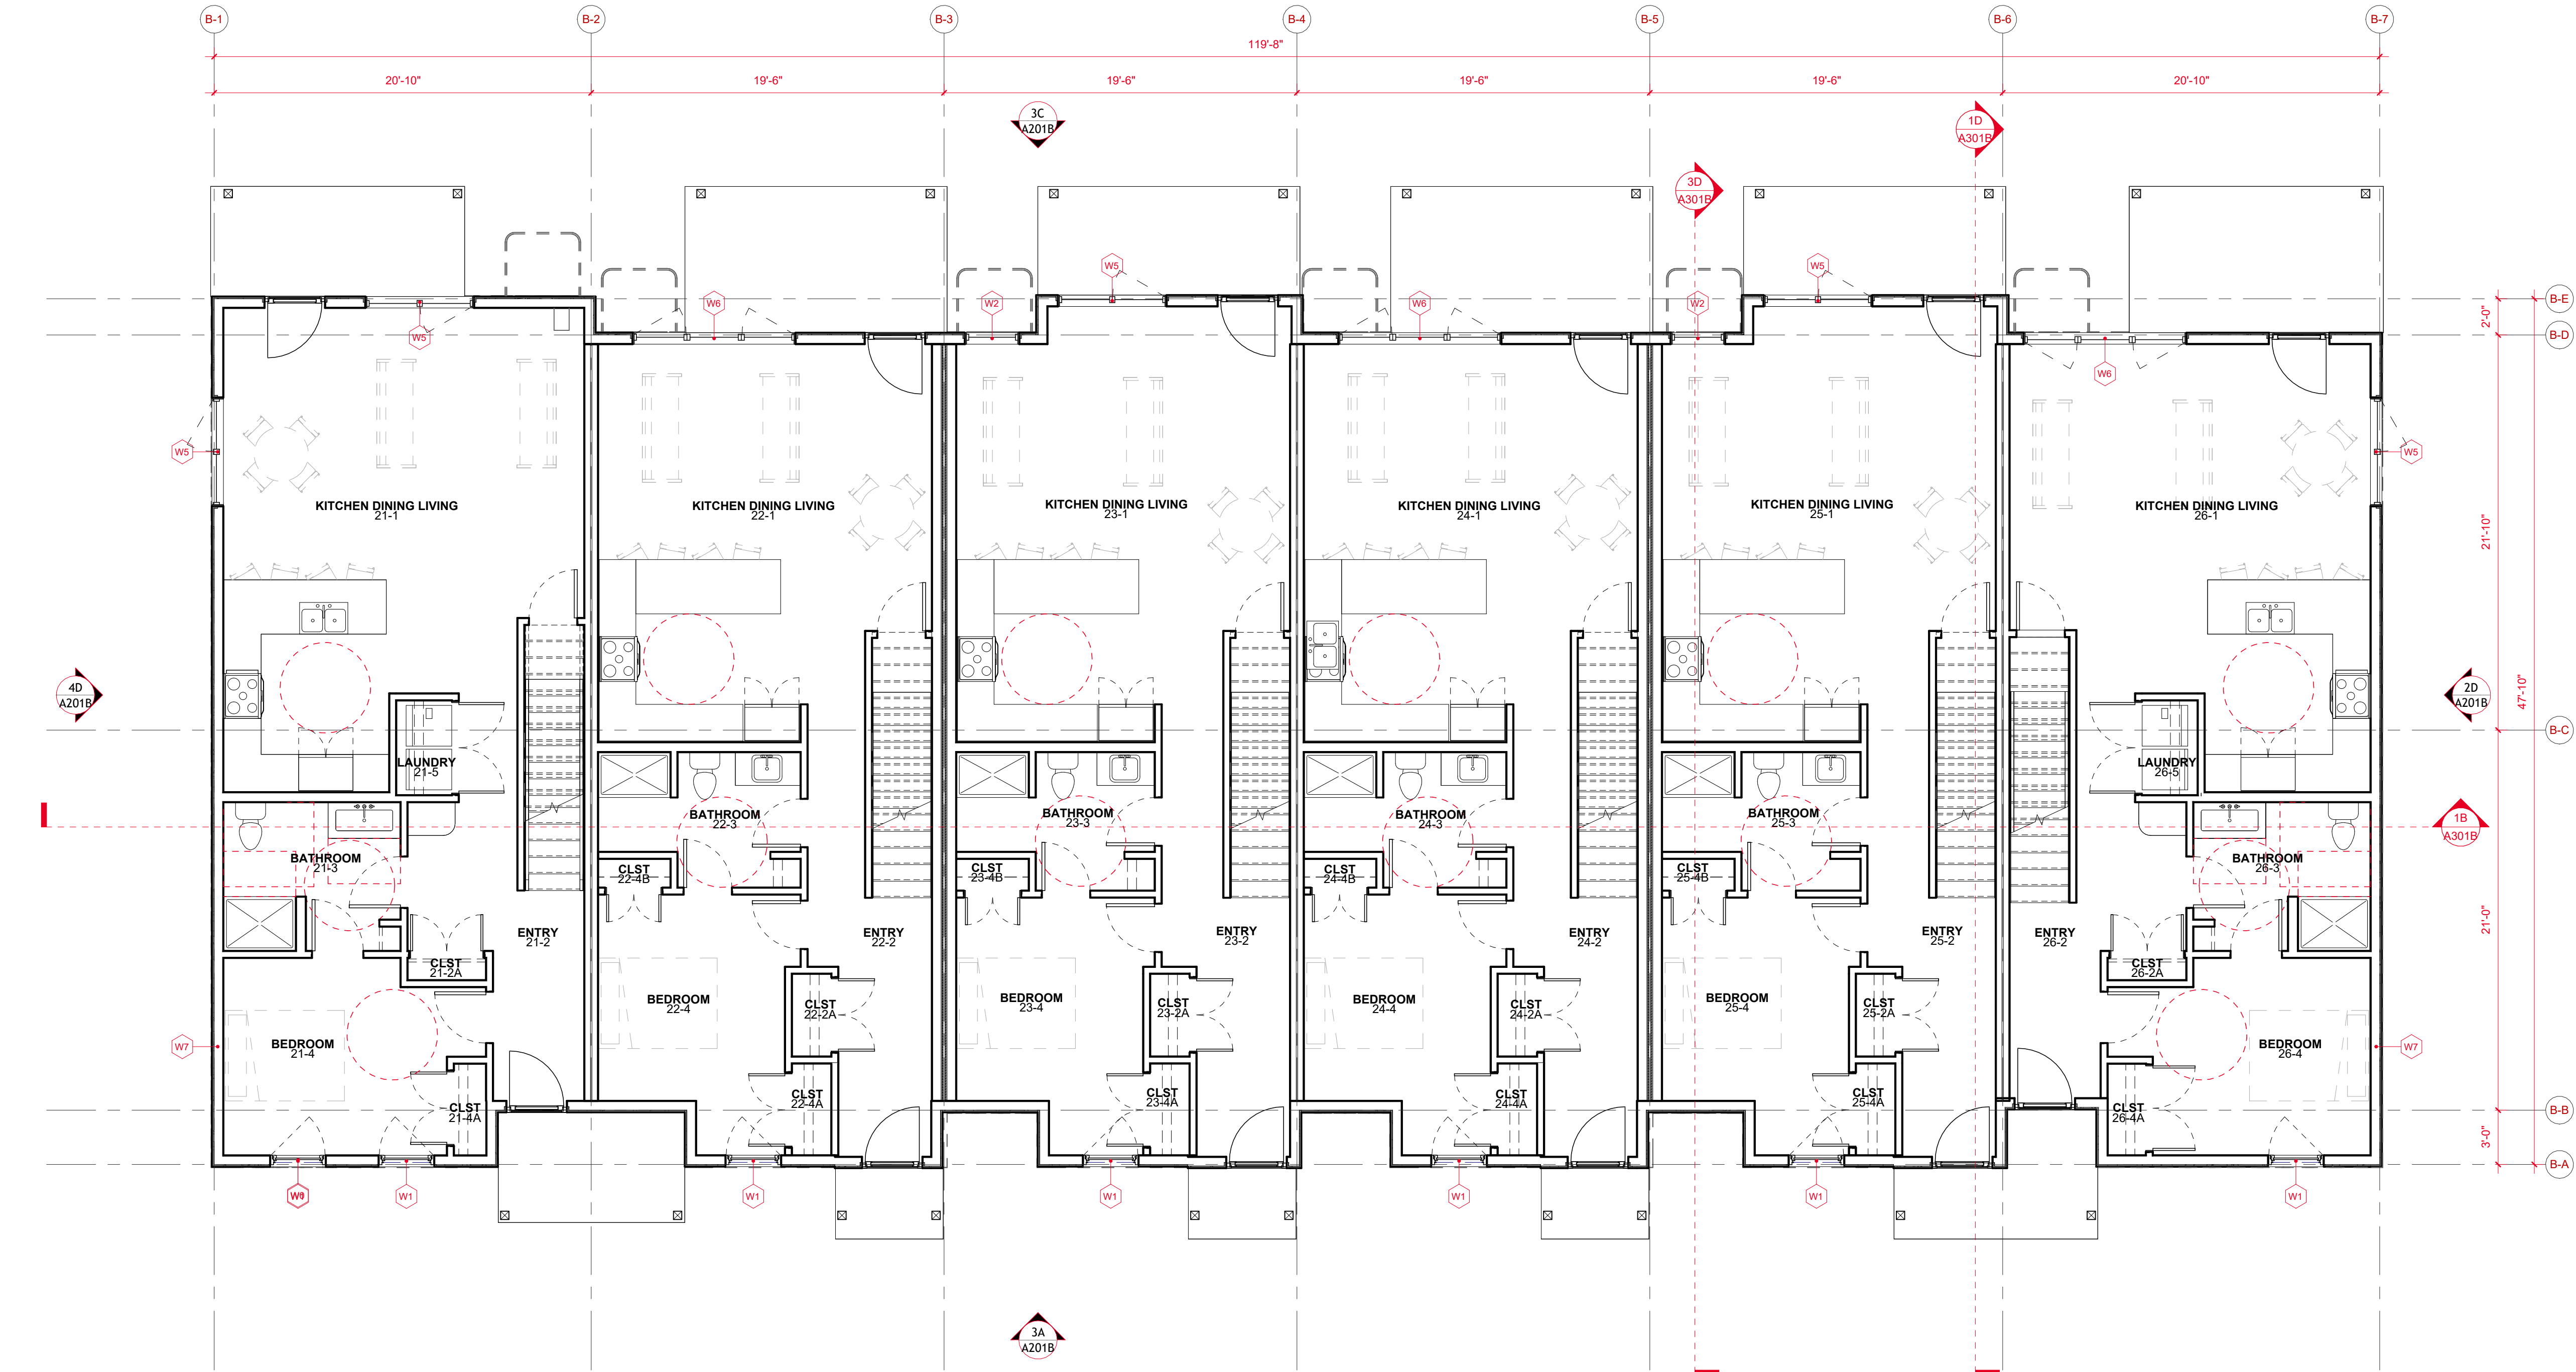 B-1
B-2
B-3
B-4
B-5
B-6
B-7
119'-8"
20'-10"
19'-6"
19'-6"
19'-6"
19'-6"
20'-10"
3C
A201B
1D
A301B
3D
A301B
W5
W5
B-E
2'-0"
W6
W2
W6
W2
W5
B-D
W6
W5
W5
KITCHEN DINING LIVING
21-1
KITCHEN DINING LIVING
22-1
KITCHEN DINING LIVING
23-1
KITCHEN DINING LIVING
24-1
KITCHEN DINING LIVING
25-1
KITCHEN DINING LIVING
26-1
21'-10"
4D
A201B
2D
A201B
47'-10"
B-C
LAUNDRY
21-5
LAUNDRY
26-5
BATHROOM
22-3
BATHROOM
23-3
BATHROOM
24-3
BATHROOM
25-3
1B
A301B
BATHROOM
21-3
BATHROOM
26-3
CLST
22-4B
CLST
23-4B
CLST
24-4B
CLST
25-4B
ENTRY
21-2
ENTRY
22-2
ENTRY
23-2
ENTRY
24-2
ENTRY
25-2
ENTRY
26-2
21'-0"
CLST
21-2A
CLST
26-2A
BEDROOM
22-4
CLST
22-2A
BEDROOM
23-4
CLST
23-2A
BEDROOM
24-4
CLST
24-2A
BEDROOM
25-4
CLST
25-2A
W7
BEDROOM
21-4
BEDROOM
26-4
W7
CLST
21-4A
CLST
22-4A
CLST
23-4A
CLST
24-4A
CLST
25-4A
CLST
26-4A
B-B
3'-0"
B-A
W1
W1
W1
W1
W1
W1
3A
A201B